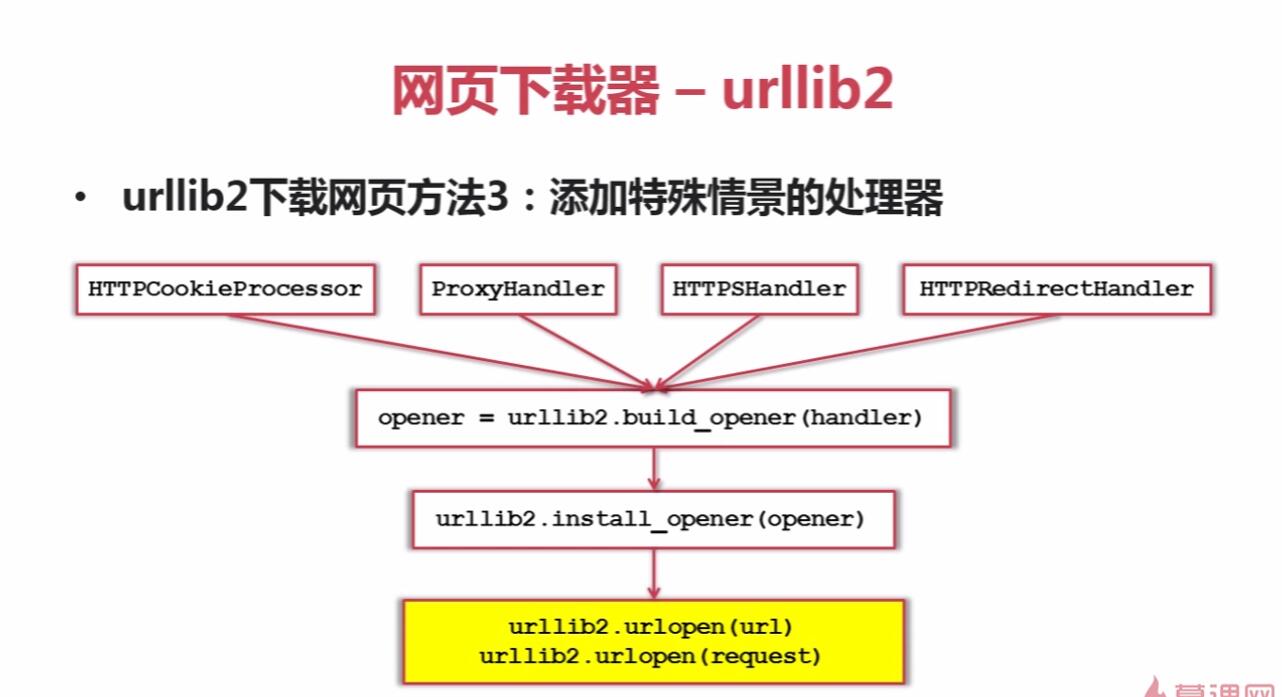 网页下载器 – urllib2
• urllib2下载网页方法3：添加特殊情景的处理器
HTTPCookieProcessor
ProxyHandler
HTTPSHandler
HTTPRedirectHandler
opener = urllib2.build_opener(handler)
urllib2.install_opener(opener)
urllib2.urlopen(url)
urllib2.urlopen(request)
慕课网